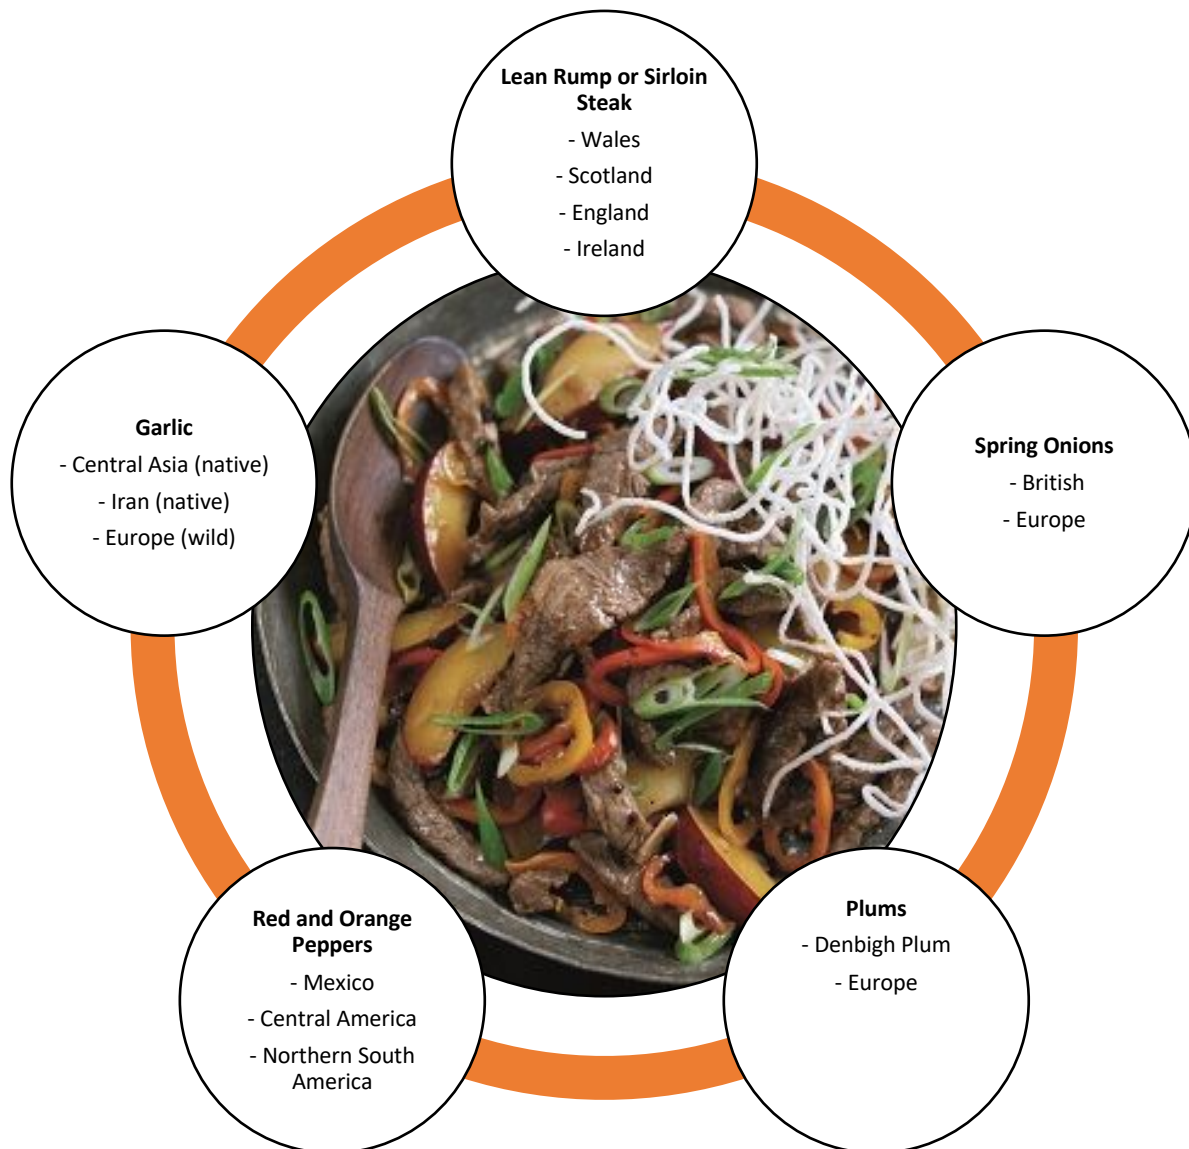 Lean Rump or Sirloin
Steak
- Wales
- Scotland
- England
- Ireland
Garlic
- Central Asia (native)
- Iran (native)
- Europe (wild)
Spring Onions
- British
- Europe
Red and Orange
Peppers
- Mexico
- Central America
- Northern South
America
Plums
- Denbigh Plum
- Europe